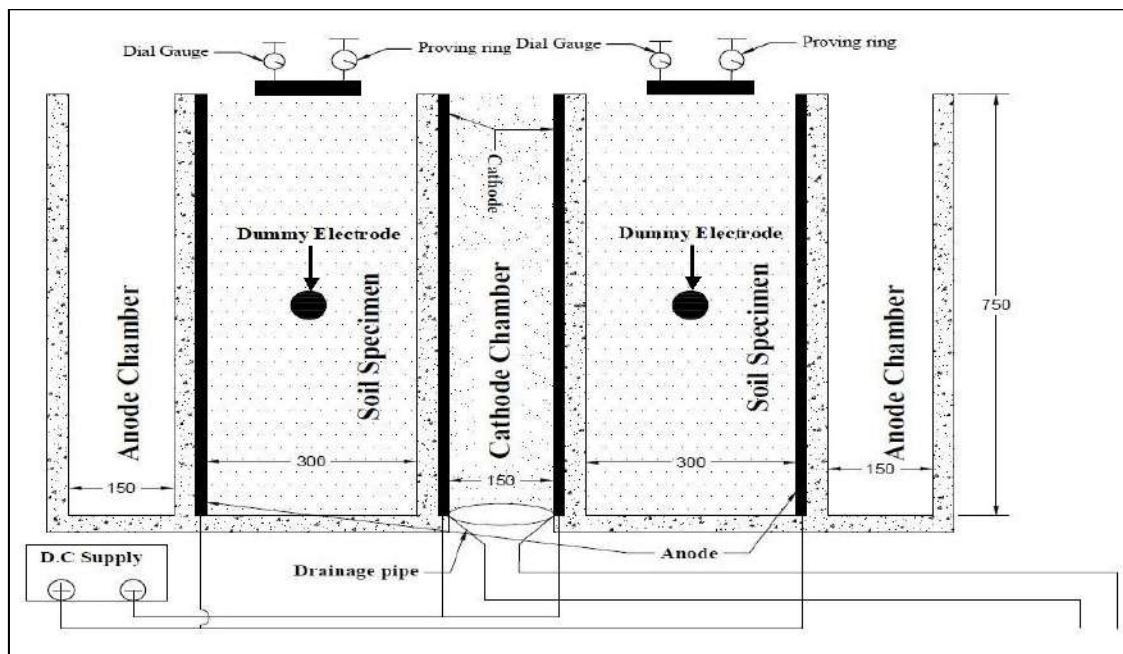 Dial Gauge
Proving ring
Dial Gauge
Proving ring
Cathode
Dummy Electrode
Dummy Electrode
Anode Chamber
Soil Specimen
Cathode Chamber
Soil Specimen
Anode Chamber
750
150
300
150
300
150
D.C Supply
Drainage pipe
Anode